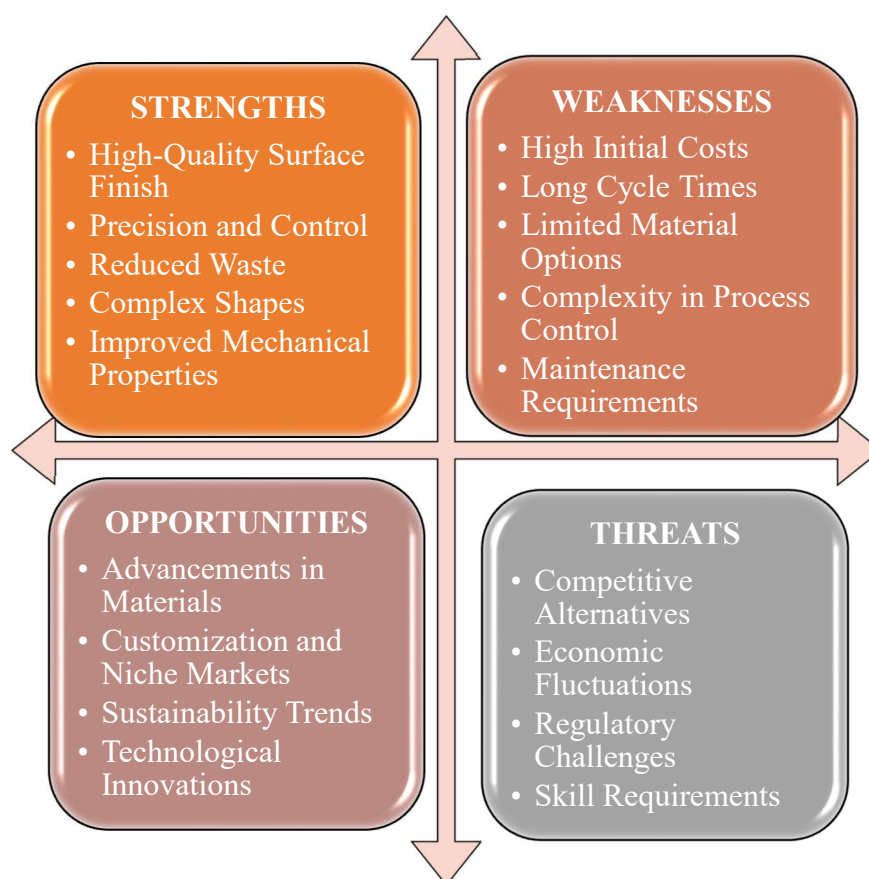 STRENGTHS
• High-Quality Surface
Finish
• Precision and Control
• Reduced Waste
• Complex Shapes
• Improved Mechanical
Properties
WEAKNESSES
• High Initial Costs
• Long Cycle Times
• Limited Material
Options
• Complexity in Process
Control
• Maintenance
Requirements
OPPORTUNITIES
• Advancements in
Materials
• Customization and
Niche Markets
• Sustainability Trends
• Technological
Innovations
THREATS
• Competitive
Alternatives
• Economic
Fluctuations
• Regulatory
Challenges
• Skill Requirements